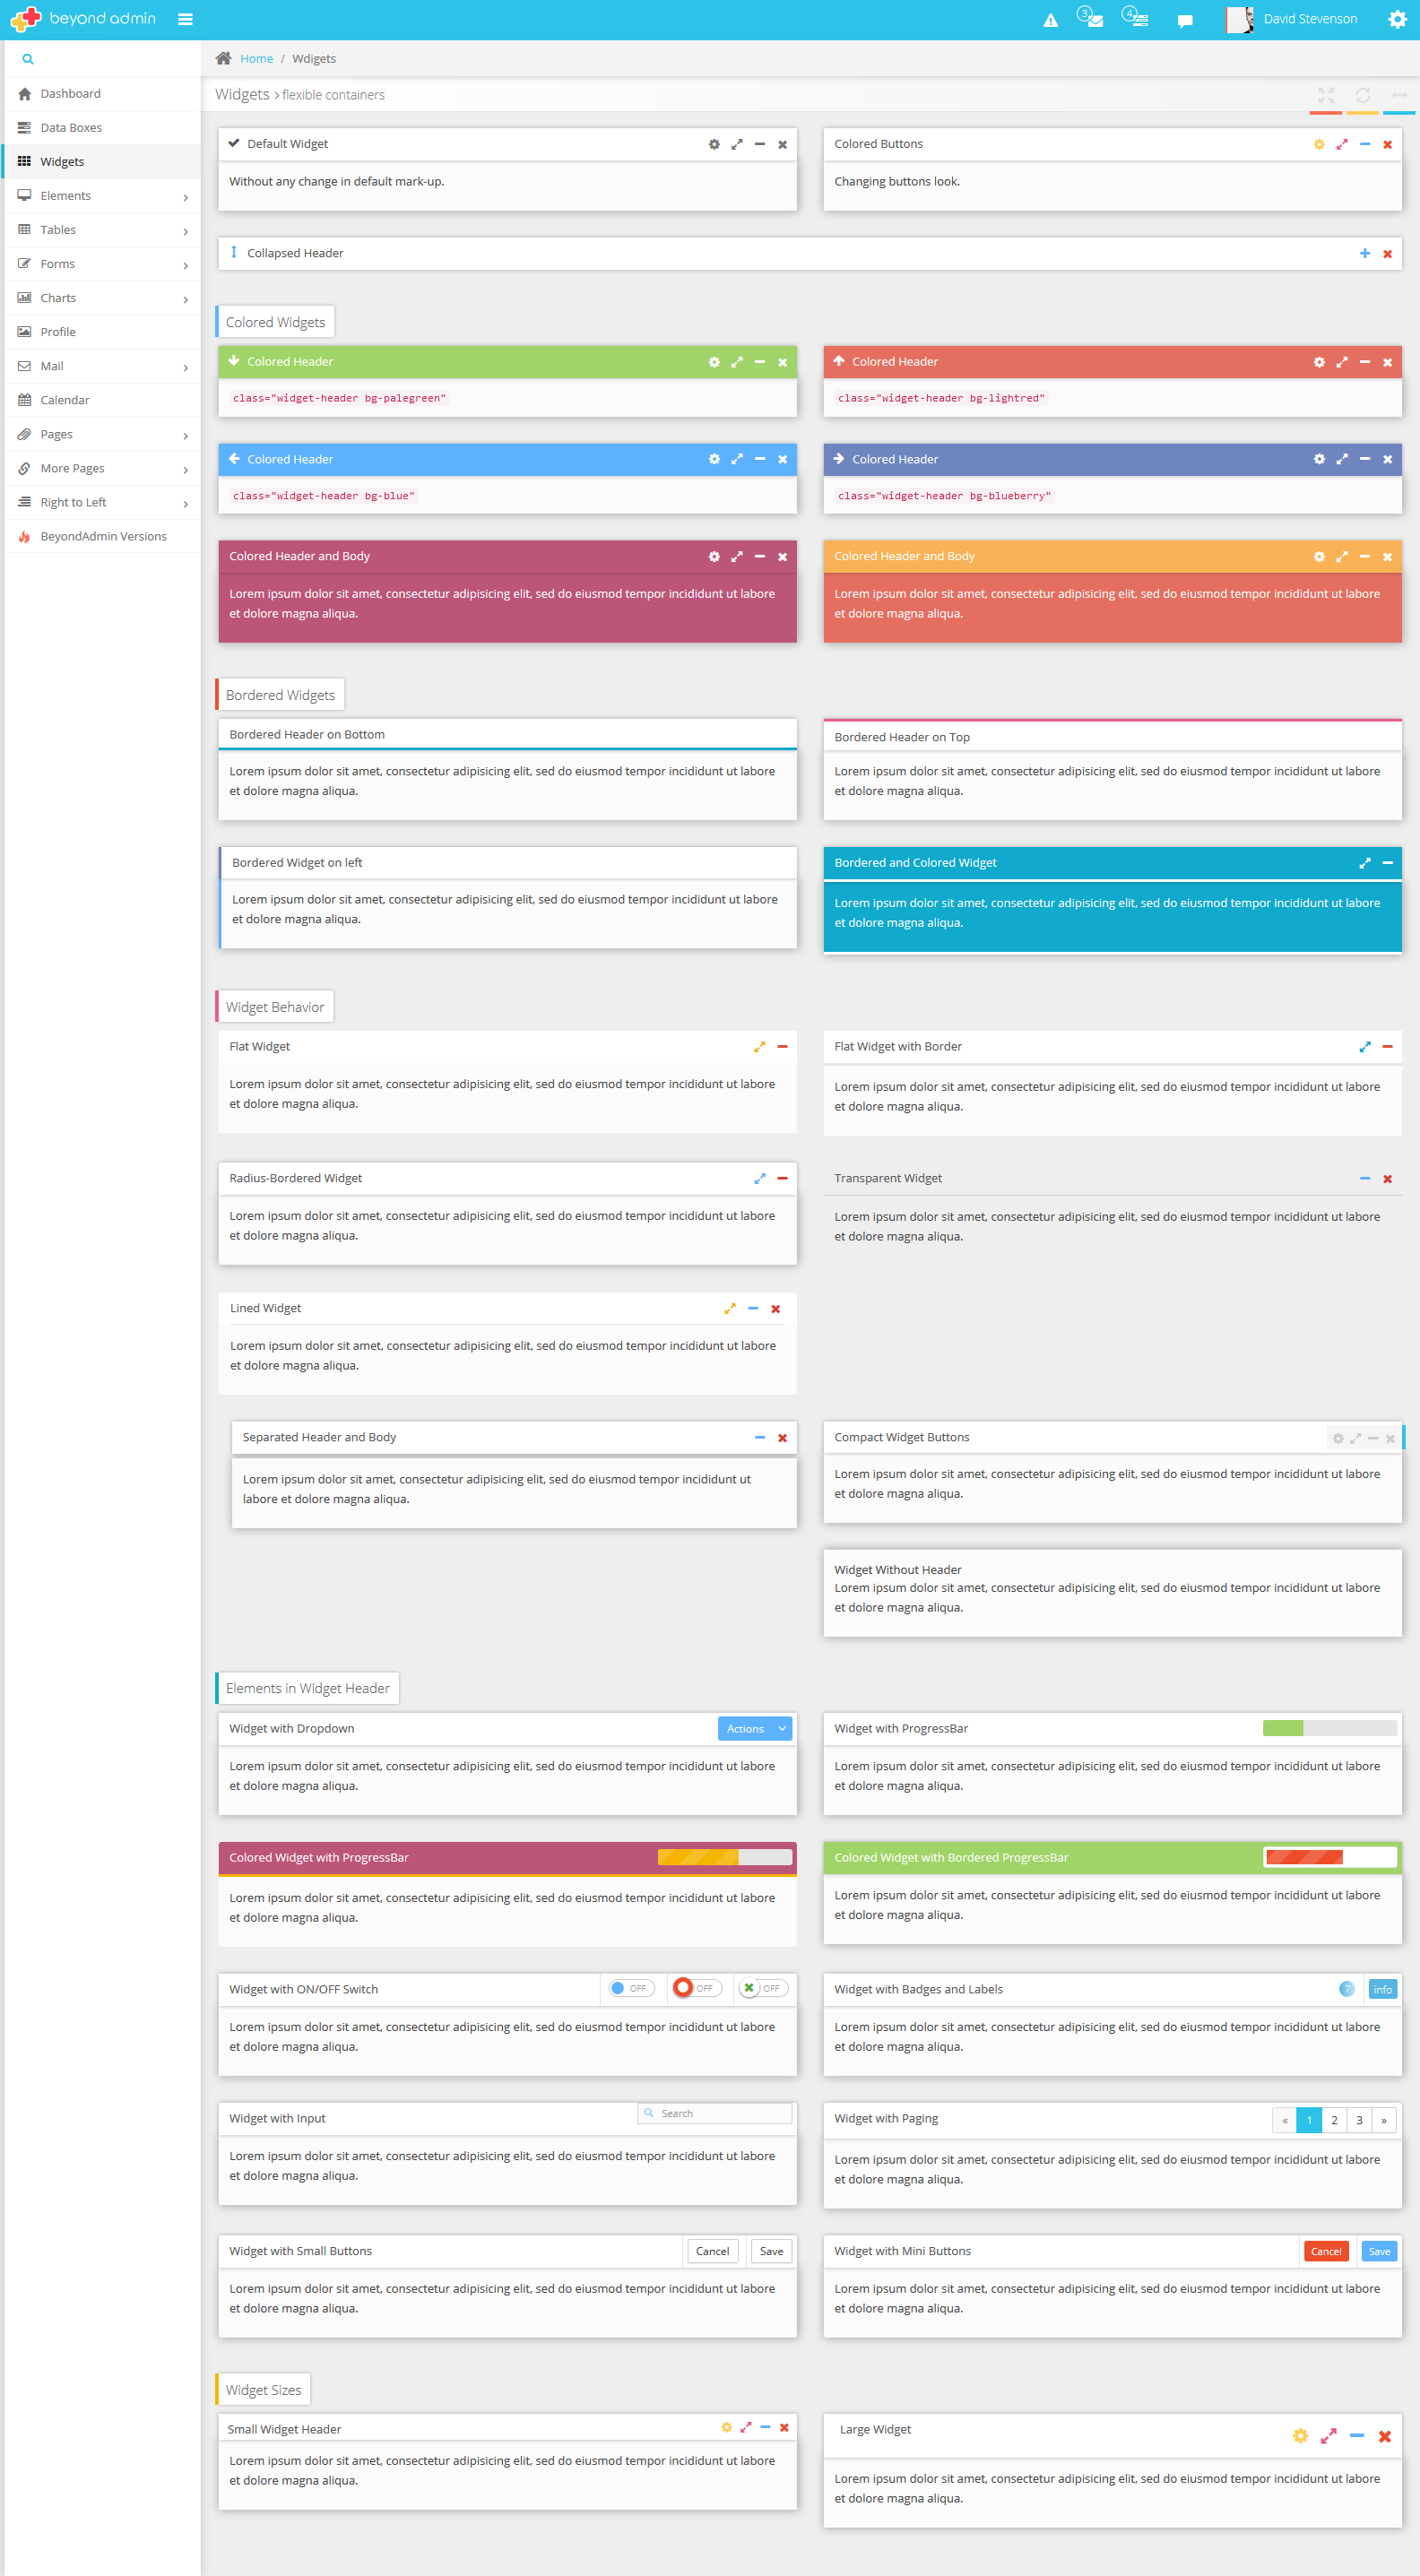 beyond admin
3
4
David Stevenson
Home / Wdigets
Dashboard
Data Boxes
Widgets
Elements
Tables
Forms
Charts
Profile
Mail
Calendar
Pages
More Pages
Right to Left
BeyondAdmin Versions
Widgets › flexible containers
Default Widget
Without any change in default mark-up.
Colored Buttons
Changing buttons look.
Collapsed Header
Colored Widgets
Colored Header
class="widget-header bg-palegreen"
Colored Header
class="widget-header bg-lightred"
Colored Header
class="widget-header bg-blue"
Colored Header
class="widget-header bg-blueberry"
Colored Header and Body
Lorem ipsum dolor sit amet, consectetur adipisicing elit, sed do eiusmod tempor incididunt ut labore
et dolore magna aliqua.
Colored Header and Body
Lorem ipsum dolor sit amet, consectetur adipisicing elit, sed do eiusmod tempor incididunt ut labore
et dolore magna aliqua.
Bordered Widgets
Bordered Header on Bottom
Lorem ipsum dolor sit amet, consectetur adipisicing elit, sed do eiusmod tempor incididunt ut labore
et dolore magna aliqua.
Bordered Header on Top
Lorem ipsum dolor sit amet, consectetur adipisicing elit, sed do eiusmod tempor incididunt ut labore
et dolore magna aliqua.
Bordered Widget on left
Lorem ipsum dolor sit amet, consectetur adipisicing elit, sed do eiusmod tempor incididunt ut labore
et dolore magna aliqua.
Bordered and Colored Widget
Lorem ipsum dolor sit amet, consectetur adipisicing elit, sed do eiusmod tempor incididunt ut labore
et dolore magna aliqua.
Widget Behavior
Flat Widget
Lorem ipsum dolor sit amet, consectetur adipisicing elit, sed do eiusmod tempor incididunt ut labore
et dolore magna aliqua.
Flat Widget with Border
Lorem ipsum dolor sit amet, consectetur adipisicing elit, sed do eiusmod tempor incididunt ut labore
et dolore magna aliqua.
Radius-Bordered Widget
Lorem ipsum dolor sit amet, consectetur adipisicing elit, sed do eiusmod tempor incididunt ut labore
et dolore magna aliqua.
Transparent Widget
Lorem ipsum dolor sit amet, consectetur adipisicing elit, sed do eiusmod tempor incididunt ut labore
et dolore magna aliqua.
Lined Widget
Lorem ipsum dolor sit amet, consectetur adipisicing elit, sed do eiusmod tempor incididunt ut labore
et dolore magna aliqua.
Separated Header and Body
Lorem ipsum dolor sit amet, consectetur adipisicing elit, sed do eiusmod tempor incididunt ut
labore et dolore magna aliqua.
Compact Widget Buttons
Lorem ipsum dolor sit amet, consectetur adipisicing elit, sed do eiusmod tempor incididunt ut labore
et dolore magna aliqua.
Widget Without Header
Lorem ipsum dolor sit amet, consectetur adipisicing elit, sed do eiusmod tempor incididunt ut labore
et dolore magna aliqua.
Elements in Widget Header
Widget with Dropdown Actions
Lorem ipsum dolor sit amet, consectetur adipisicing elit, sed do eiusmod tempor incididunt ut labore
et dolore magna aliqua.
Widget with ProgressBar
Lorem ipsum dolor sit amet, consectetur adipisicing elit, sed do eiusmod tempor incididunt ut labore
et dolore magna aliqua.
Colored Widget with ProgressBar
Lorem ipsum dolor sit amet, consectetur adipisicing elit, sed do eiusmod tempor incididunt ut labore
et dolore magna aliqua.
Colored Widget with Bordered ProgressBar
Lorem ipsum dolor sit amet, consectetur adipisicing elit, sed do eiusmod tempor incididunt ut labore
et dolore magna aliqua.
Widget with ON/OFF Switch OFF OFF OFF
Lorem ipsum dolor sit amet, consectetur adipisicing elit, sed do eiusmod tempor incididunt ut labore
et dolore magna aliqua.
Widget with Badges and Labels 7 info
Lorem ipsum dolor sit amet, consectetur adipisicing elit, sed do eiusmod tempor incididunt ut labore
et dolore magna aliqua.
Widget with Input Search
Lorem ipsum dolor sit amet, consectetur adipisicing elit, sed do eiusmod tempor incididunt ut labore
et dolore magna aliqua.
Widget with Paging « 1 2 3 »
Lorem ipsum dolor sit amet, consectetur adipisicing elit, sed do eiusmod tempor incididunt ut labore
et dolore magna aliqua.
Widget with Small Buttons Cancel Save
Lorem ipsum dolor sit amet, consectetur adipisicing elit, sed do eiusmod tempor incididunt ut labore
et dolore magna aliqua.
Widget with Mini Buttons Cancel Save
Lorem ipsum dolor sit amet, consectetur adipisicing elit, sed do eiusmod tempor incididunt ut labore
et dolore magna aliqua.
Widget Sizes
Small Widget Header
Lorem ipsum dolor sit amet, consectetur adipisicing elit, sed do eiusmod tempor incididunt ut labore
et dolore magna aliqua.
Large Widget
Lorem ipsum dolor sit amet, consectetur adipisicing elit, sed do eiusmod tempor incididunt ut labore
et dolore magna aliqua.